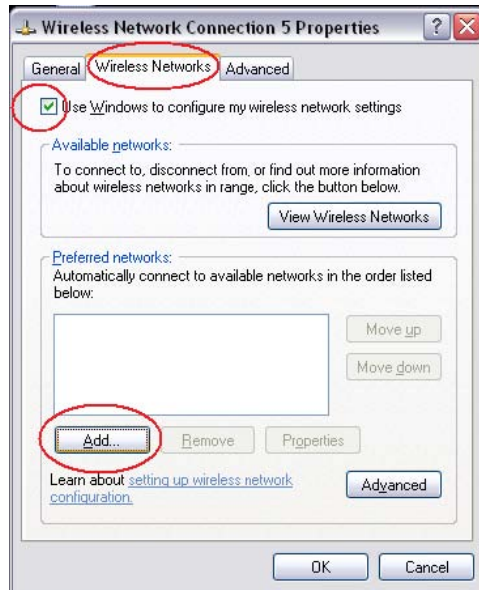 Wireless Network Connection 5 Properties
General Wireless Networks Advanced
Use Windows to configure my wireless network settings
Available networks:
To connect to, disconnect from, or find out more information
about wireless networks in range, click the button below.
View Wireless Networks
Preferred networks:
Automatically connect to available networks in the order listed
below:
Move up
Move down
Add... Remove Properties
Learn about setting up wireless network
configuration.
Advanced
OK Cancel